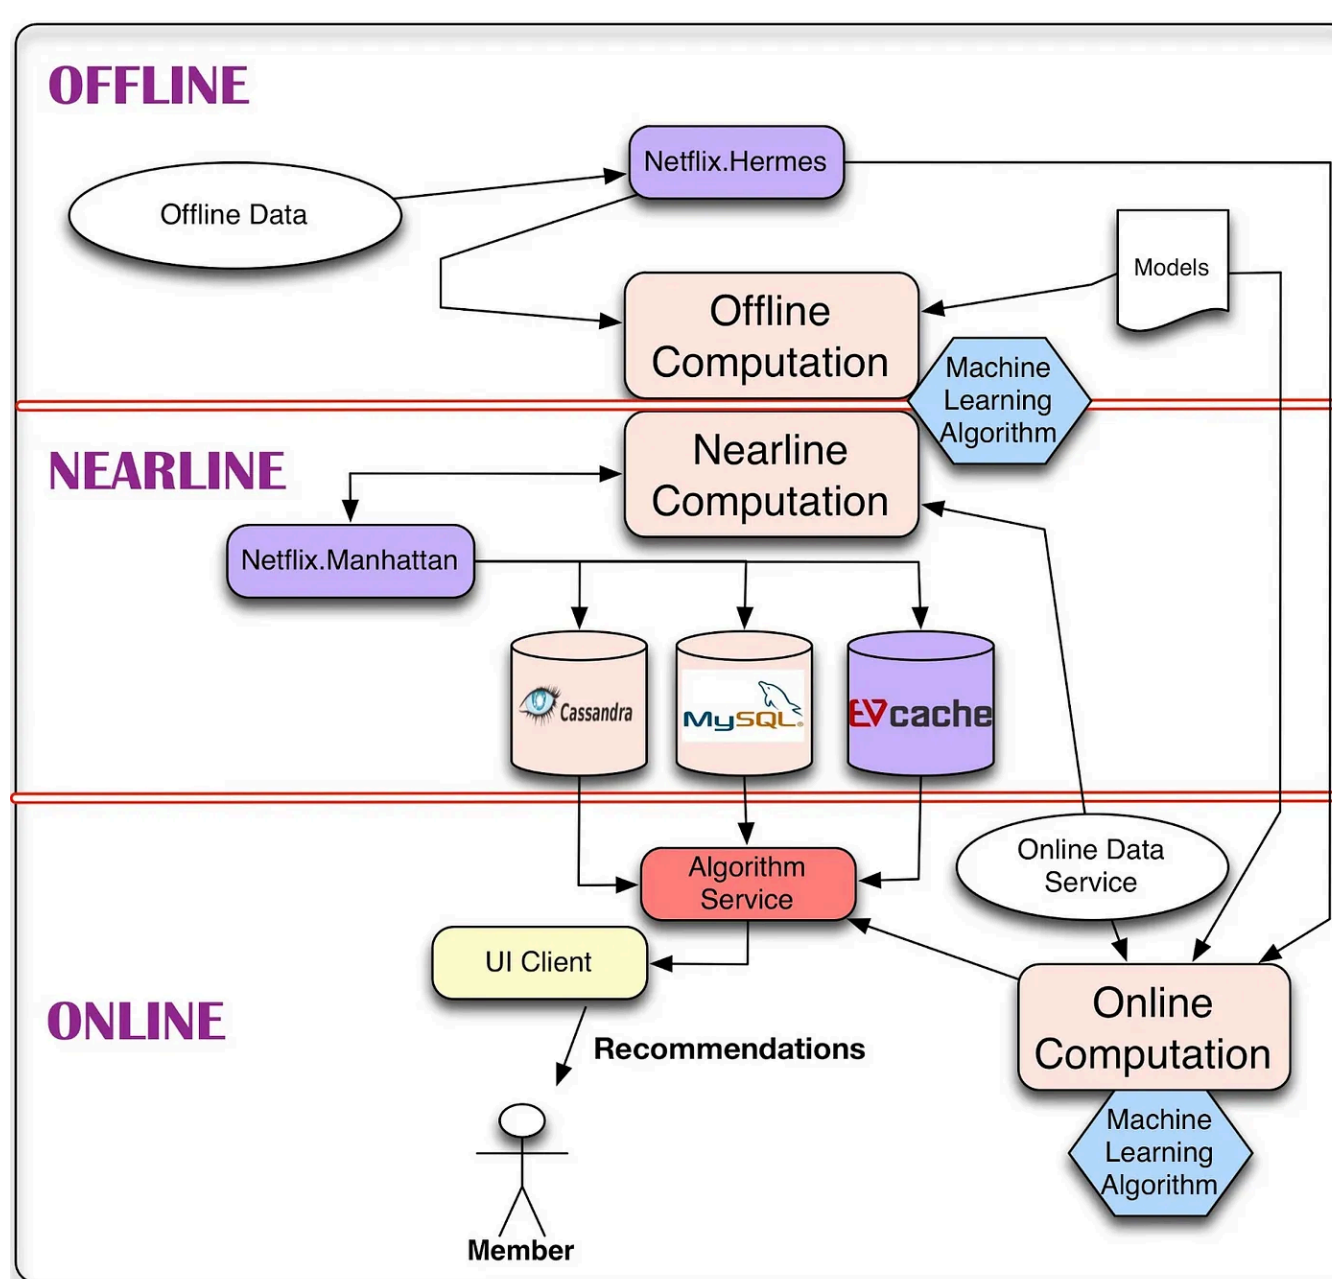 OFFLINE
Netflix.Hermes
Offline Data
Models
Offline
Computation
Machine
Learning
Algorithm
NEARLINE
Nearline
Computation
Netflix.Manhattan
Cassandra
MySQL®
EVcache
Algorithm
Service
Online Data
Service
UI Client
ONLINE
Online
Computation
Recommendations
Machine
Learning
Algorithm
Member